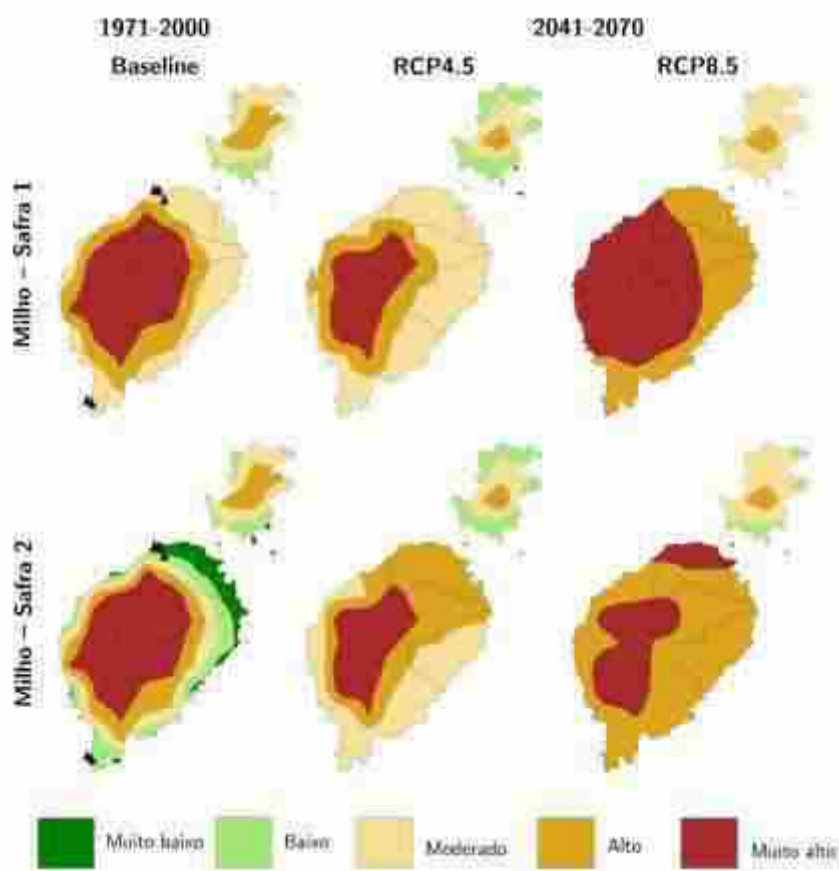 1971-2000
2041-2070
Baseline
RCP4.5
RCP8.5
Milho – Safra 1
Milho – Safra 2
Muito baixo
Baixo
Moderado
Alto
Muito alto